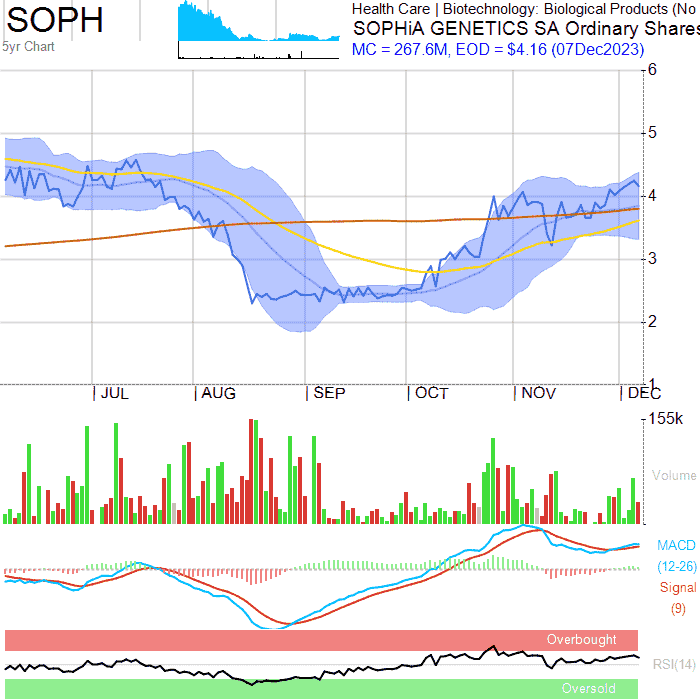 SOPH
5yr Chart
Health Care | Biotechnology: Biological Products (No
SOPHiA GENETICS SA Ordinary Shares
MC = 267.6M, EOD = $4.16 (07Dec2023)
6
5
4
3
2
1
JUL
AUG
SEP
OCT
NOV
DEC
155k
Volume
MACD
(12-26)
Signal
(9)
Overbought
RSI(14)
Oversold